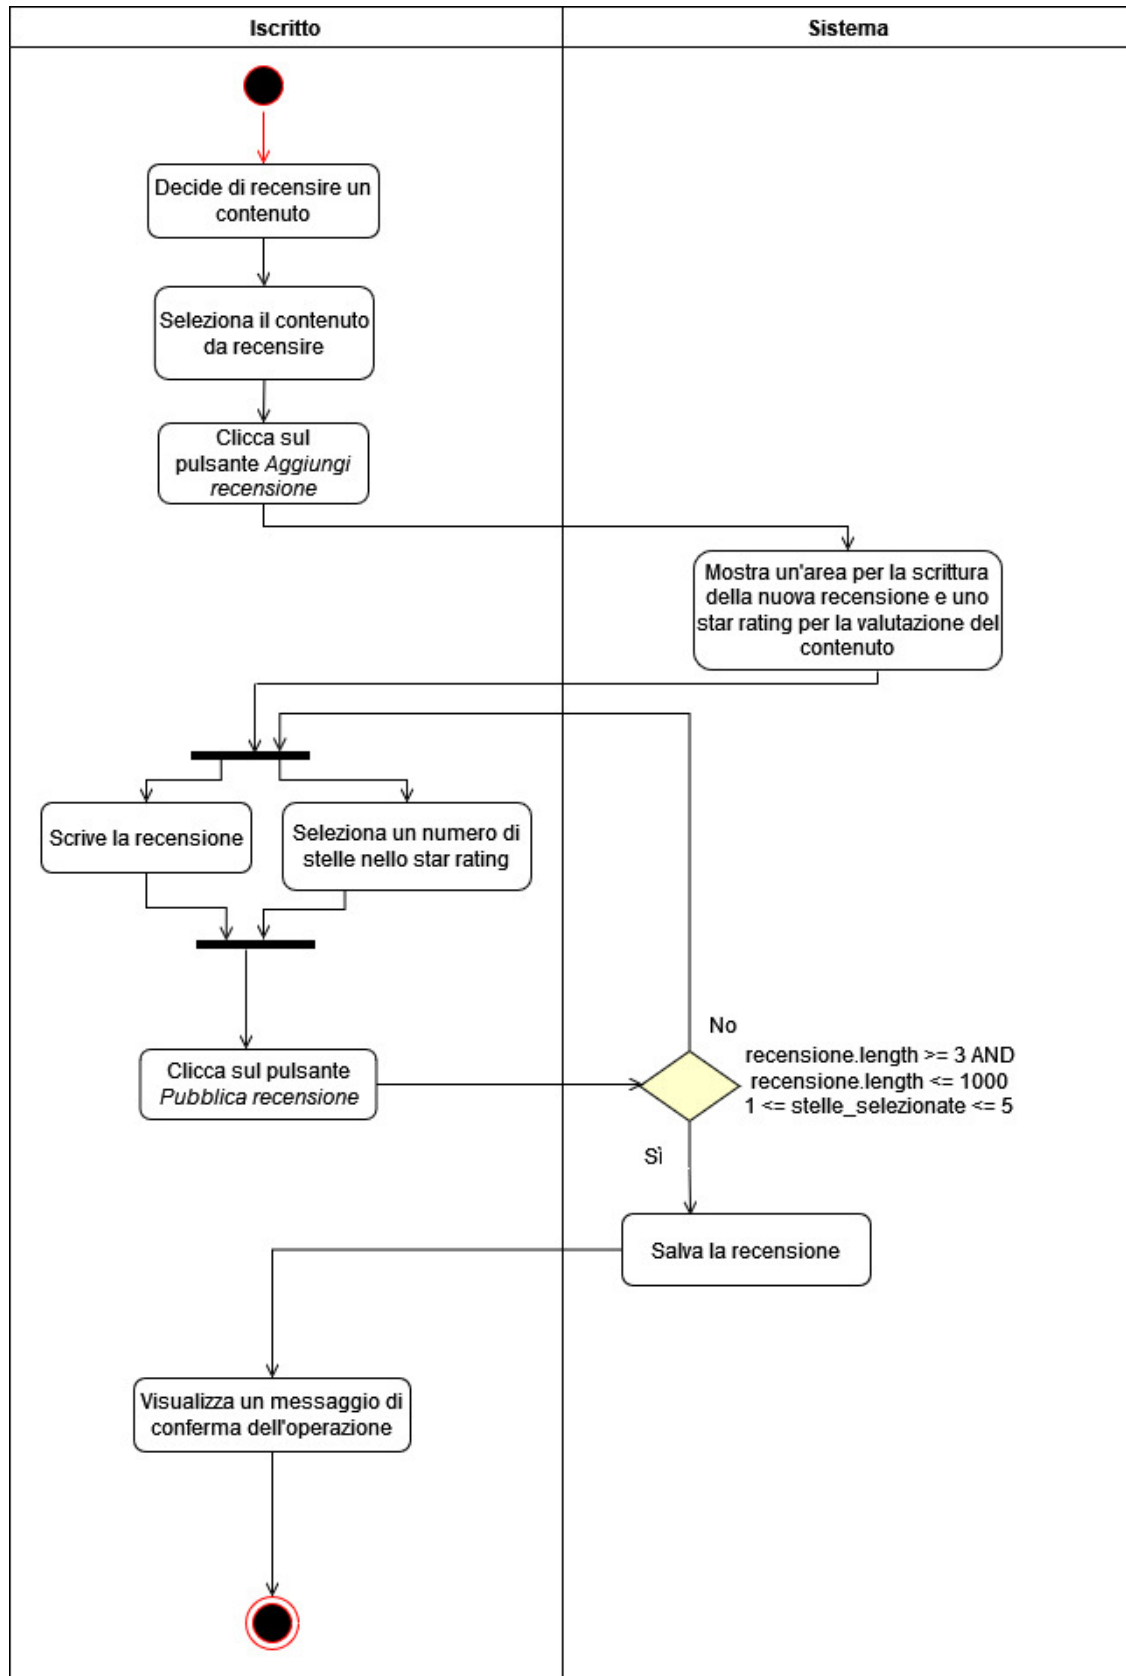 Iscritto
Sistema
Decide di recensire un
contenuto
Seleziona il contenuto
da recensire
Clicca sul
pulsante Aggiungi
recensione
Mostra un'area per la scrittura
della nuova recensione e uno
star rating per la valutazione del
contenuto
Scrive la recensione
Seleziona un numero di
stelle nello star rating
Clicca sul pulsante
Pubblica recensione
No
recensione.length >= 3 AND
recensione.length <= 1000
1 <= stelle_selezionate <= 5
Sì
Salva la recensione
Visualizza un messaggio di
conferma dell'operazione